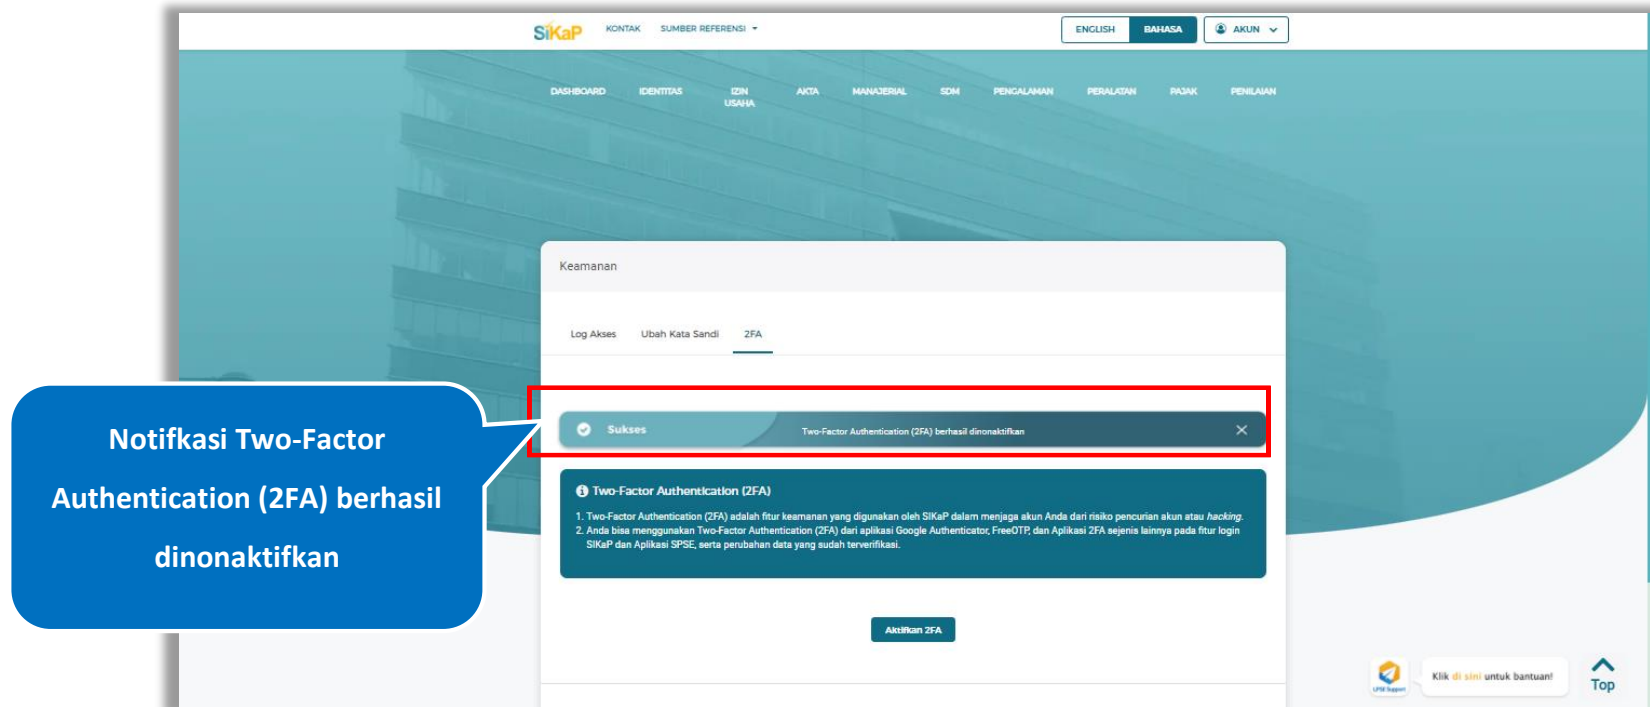 SiKaP
KONTAK
SUMBER REFERENSI
ENGLISH
BAHASA
AKUN
DASHBOARD
IDENTITAS
IZIN
USAHA
AKTA
MANAJERIAL
SDM
PENGALAMAN
PERALATAN
PAJAK
PENILAIAN
Keamanan
Log Akses
Ubah Kata Sandi
2FA
Notifkasi Two-Factor
Authentication (2FA) berhasil
dinonaktifkan
Sukses
Two-Factor Authentication (2FA) berhasil dinonaktifkan
Two-Factor Authentication (2FA)
1. Two-Factor Authentication (2FA) adalah fitur keamanan yang digunakan oleh SIKaP dalam menjaga akun Anda dari risiko pencurian akun atau hacking.
2. Anda bisa menggunakan Two-Factor Authentication (2FA) dari aplikasi Google Authenticator, FreeOTP, dan Aplikasi 2FA sejenis lainnya pada fitur login
SIKaP dan Aplikasi SPSE, serta perubahan data yang sudah terverifikasi.
Aktifkan 2FA
LPSE Support
Klik di sini untuk bantuan!
Top